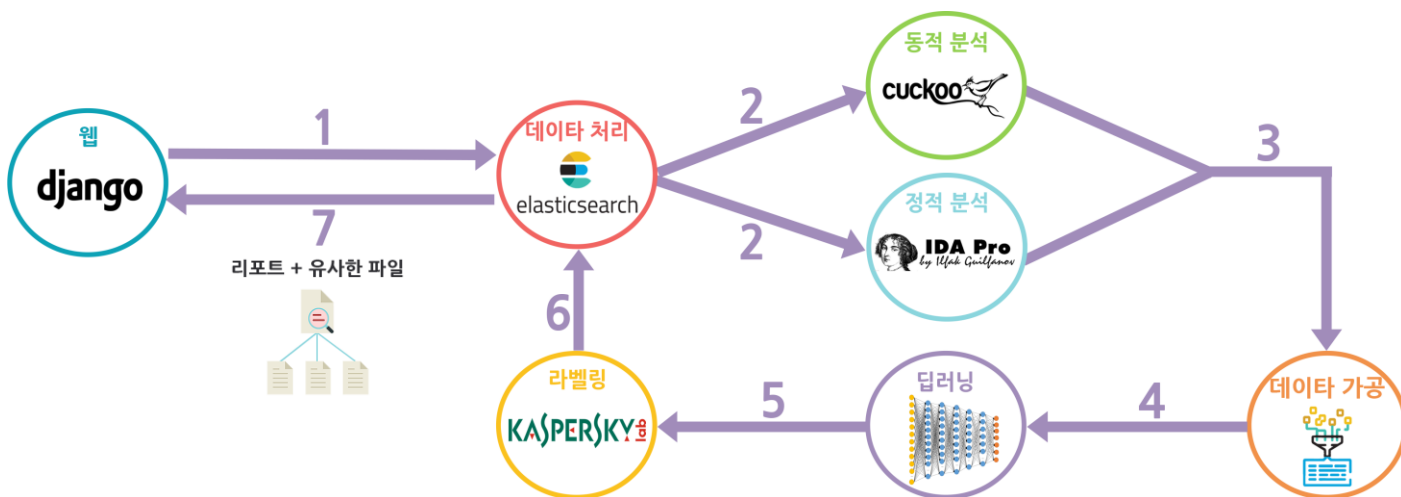 웹
django
1
7
리포트 + 유사한 파일
데이타 처리
elasticsearch
2
2
동적 분석
cuckoo
정적 분석
IDA Pro
by Ilfak Guilfanov
3
데이타 가공
4
딥러닝
5
라벨링
KASPERSKY lab
6